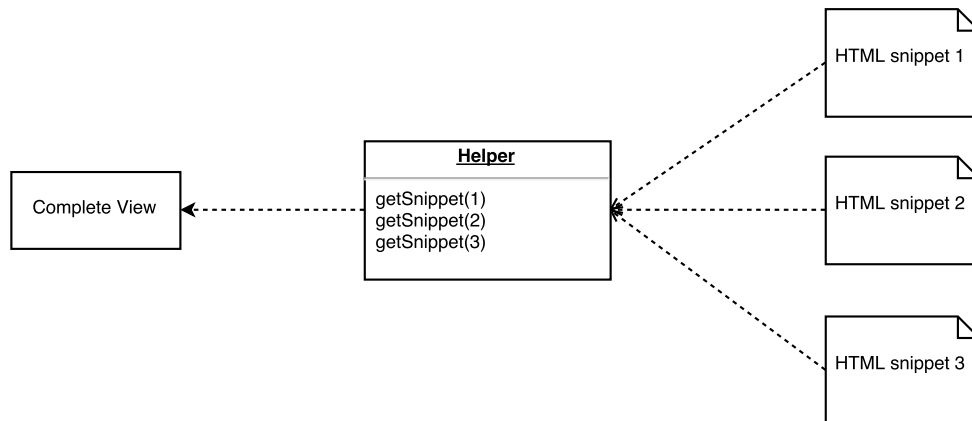 HTML snippet 1
Helper
getSnippet(1)
getSnippet(2)
getSnippet(3)
Complete View
HTML snippet 2
HTML snippet 3